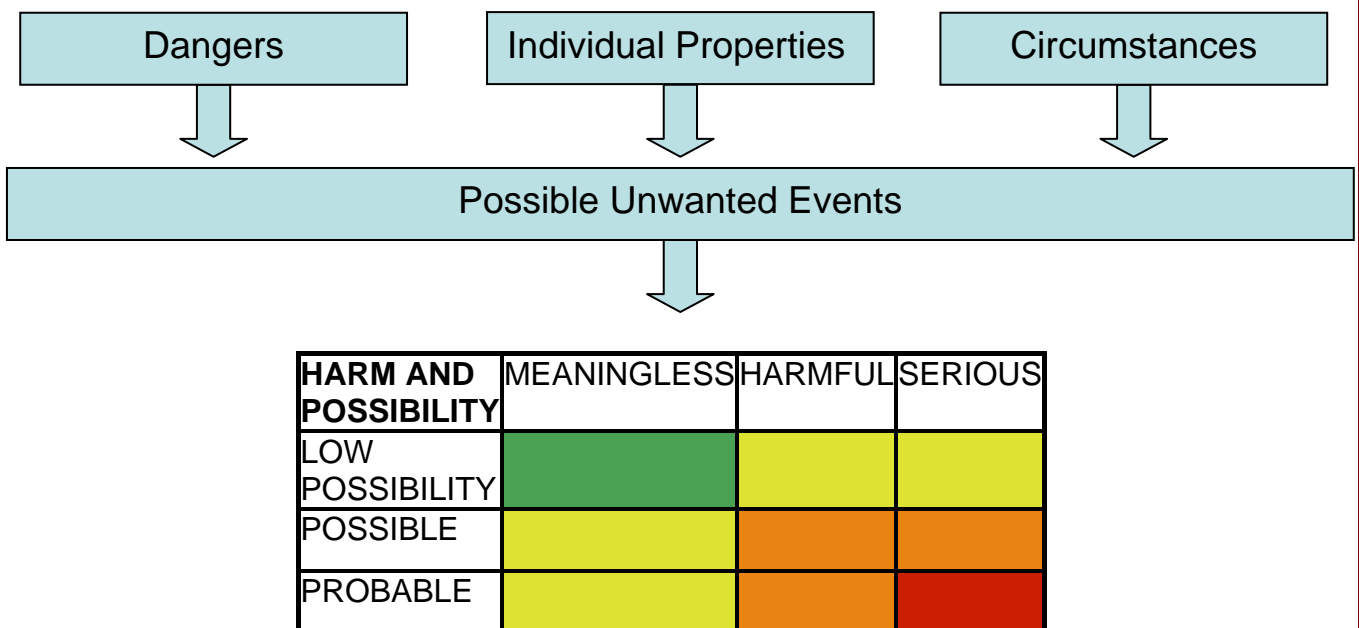 Dangers
Individual Properties
Circumstances
Possible Unwanted Events
HARM AND
POSSIBILITY
MEANINGLESS
HARMFUL
SERIOUS
LOW
POSSIBILITY
POSSIBLE
PROBABLE